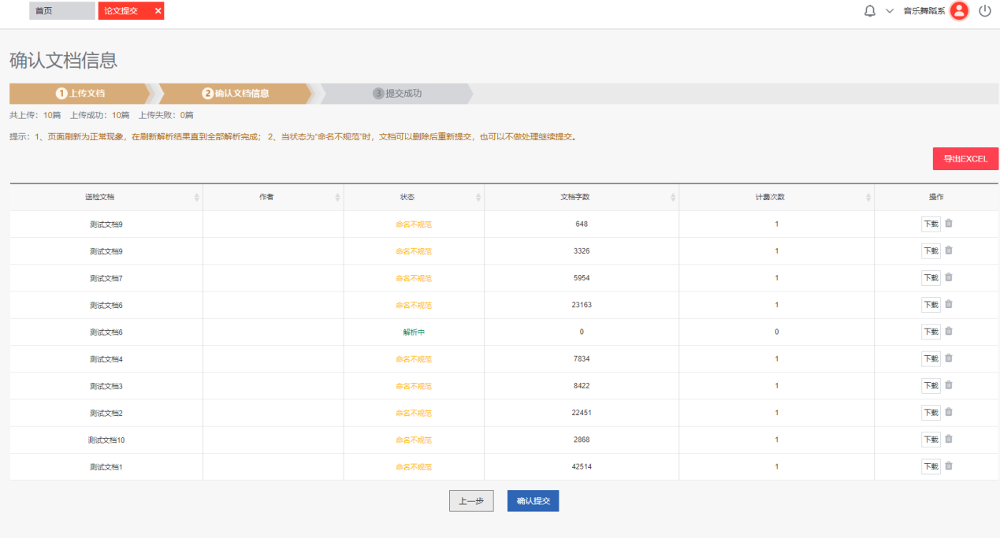 首页 论文提交 × 音乐舞蹈系
确认文档信息
1 上传文档 2 确认文档信息 3 提交成功
共上传：10篇 上传成功：10篇 上传失败：0篇
提示：1、页面刷新为正常现象，在刷新解析结果直到全部解析完成； 2、当状态为“命名不规范”时，文档可以删除后重新提交，也可以不做处理继续提交。
导出EXCEL
送检文档 作者 状态 文档字数 计费次数 操作
测试文档9 命名不规范 648 1 下载
测试文档9 命名不规范 3326 1 下载
测试文档7 命名不规范 5954 1 下载
测试文档6 命名不规范 23163 1 下载
测试文档6 解析中 0 0 下载
测试文档4 命名不规范 7834 1 下载
测试文档3 命名不规范 8422 1 下载
测试文档2 命名不规范 22451 1 下载
测试文档10 命名不规范 2868 1 下载
测试文档1 命名不规范 42514 1 下载
上一步 确认提交